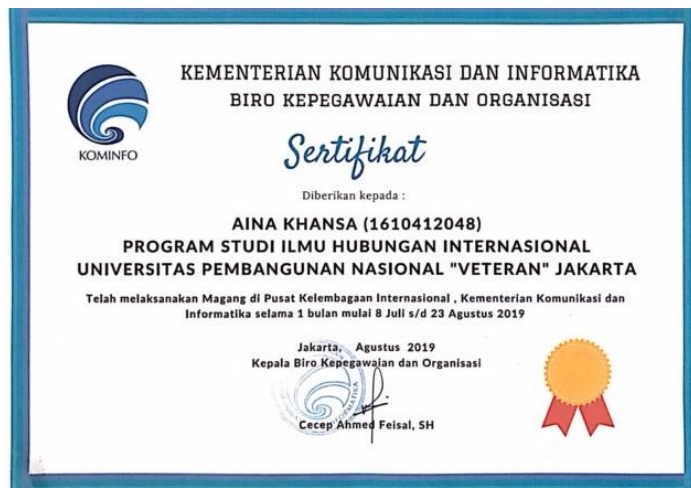 KEMENTERIAN KOMUNIKASI DAN INFORMATIKA
BIRO KEPEGAWAIAN DAN ORGANISASI
KOMINFO
Sertifikat
Diberikan kepada :
AINA KHANSA (1610412048)
PROGRAM STUDI ILMU HUBUNGAN INTERNASIONAL
UNIVERSITAS PEMBANGUNAN NASIONAL "VETERAN" JAKARTA
Telah melaksanakan Magang di Pusat Kelembagaan Internasional , Kementerian Komunikasi dan
Informatika selama 1 bulan mulai 8 Juli s/d 23 Agustus 2019
Jakarta, Agustus 2019
Kepala Biro Kepegawaian dan Organisasi
Cecep Ahmed Feisal, SH